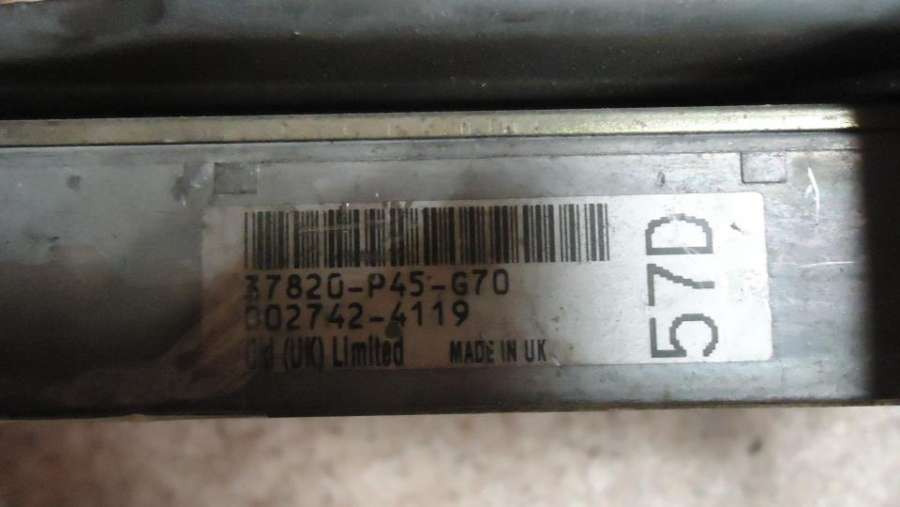 37820-P45-G70
002742-4119
(UK) Limited MADE IN UK
57D